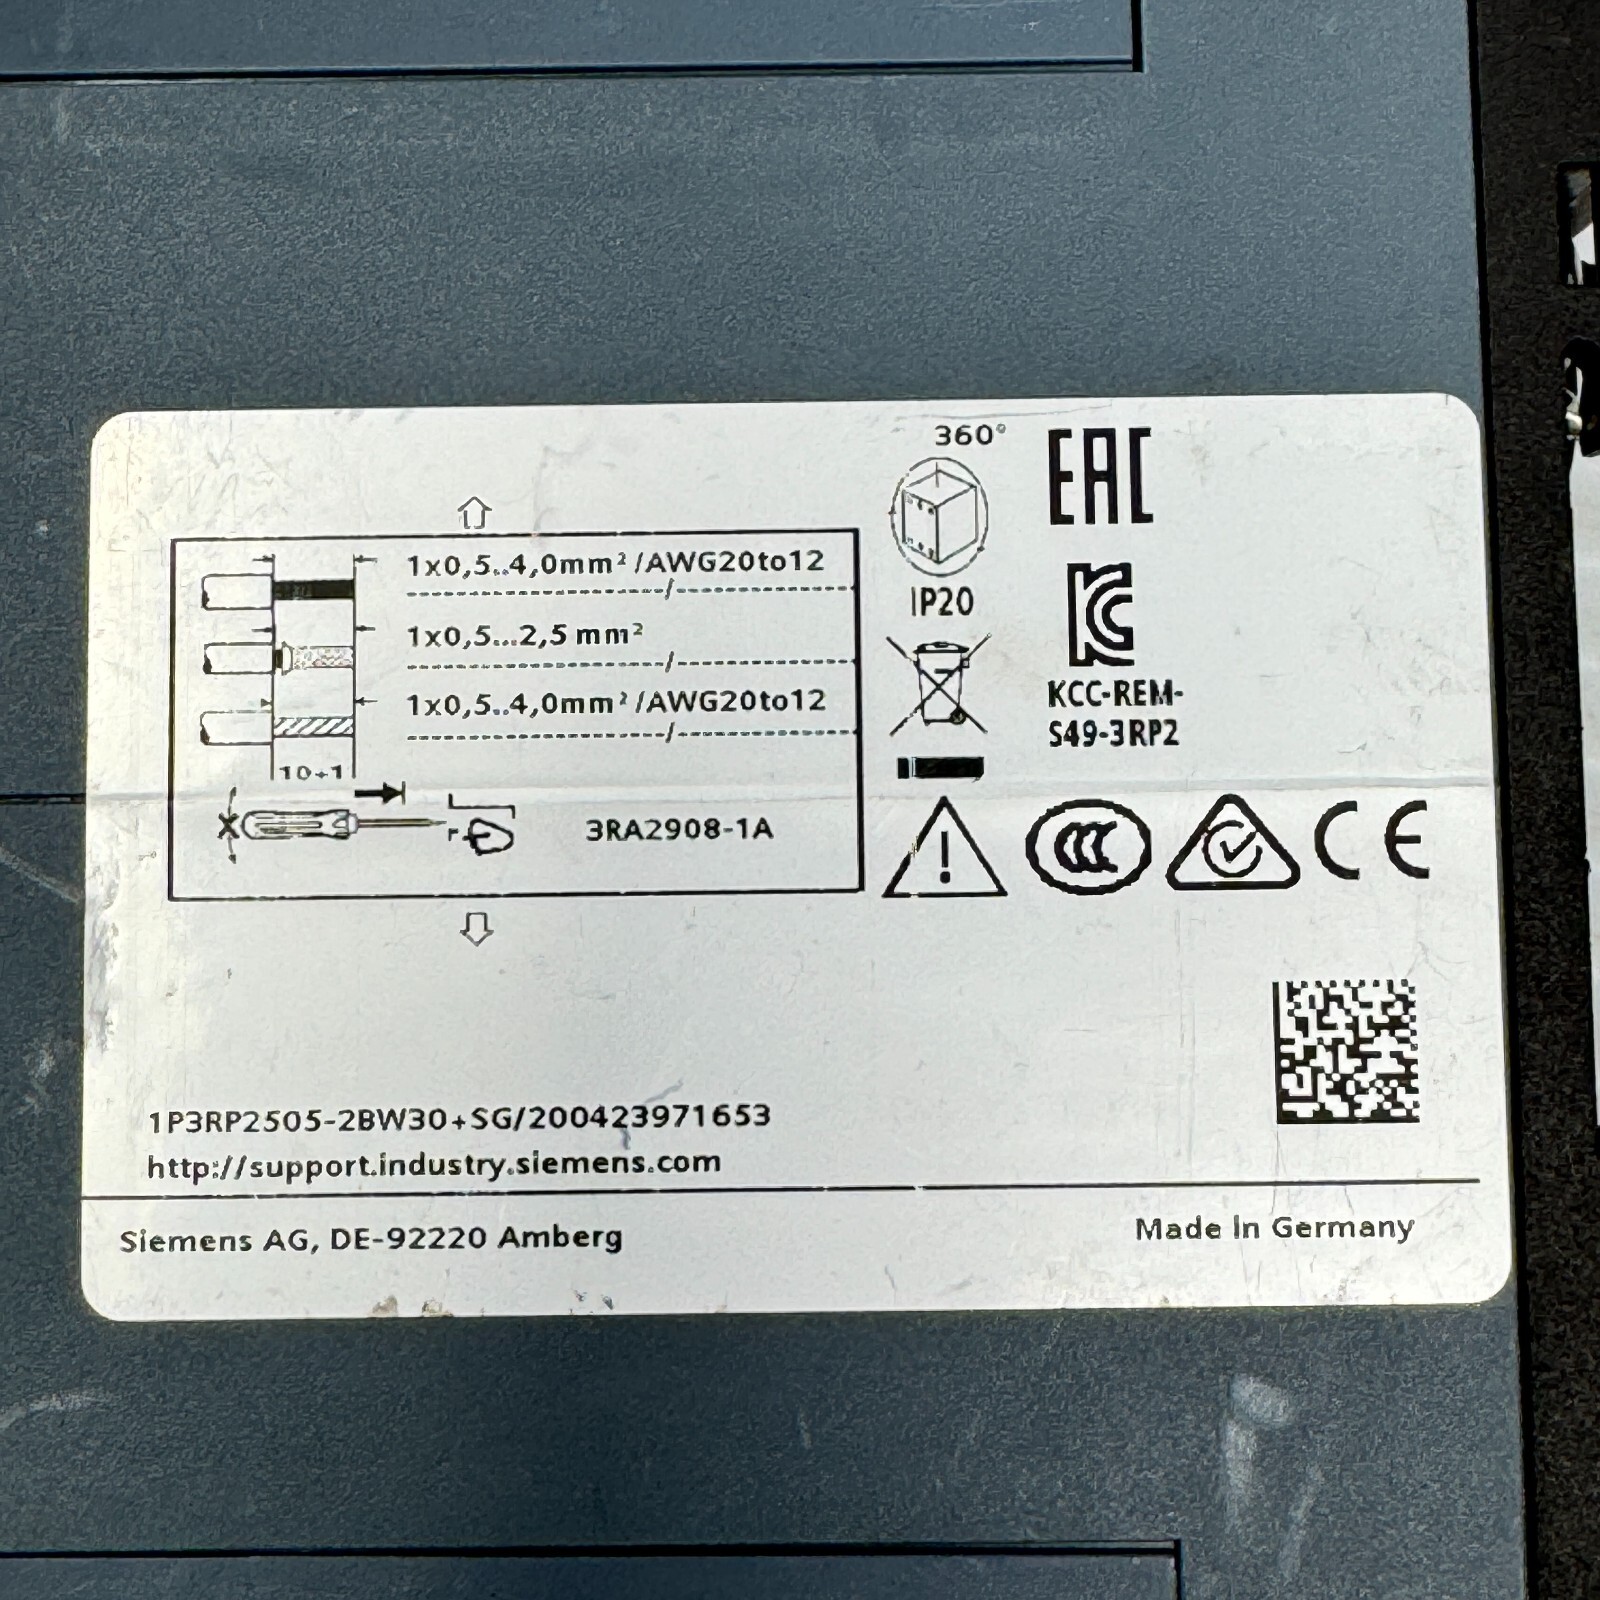 360°
EAC
1x0,5..4,0mm²/AWG20to12
--------------/--------------
IP20
1x0,5...2,5 mm²
--------------/--------------
1x0,5..4,0mm²/AWG20to12
--------------/--------------
KCC-REM-
S49-3RP2
10+1
3RA2908-1A
CCC
CE
1P3RP2505-2BW30+SG/200423971653
http://support.industry.siemens.com
Siemens AG, DE-92220 Amberg
Made in Germany